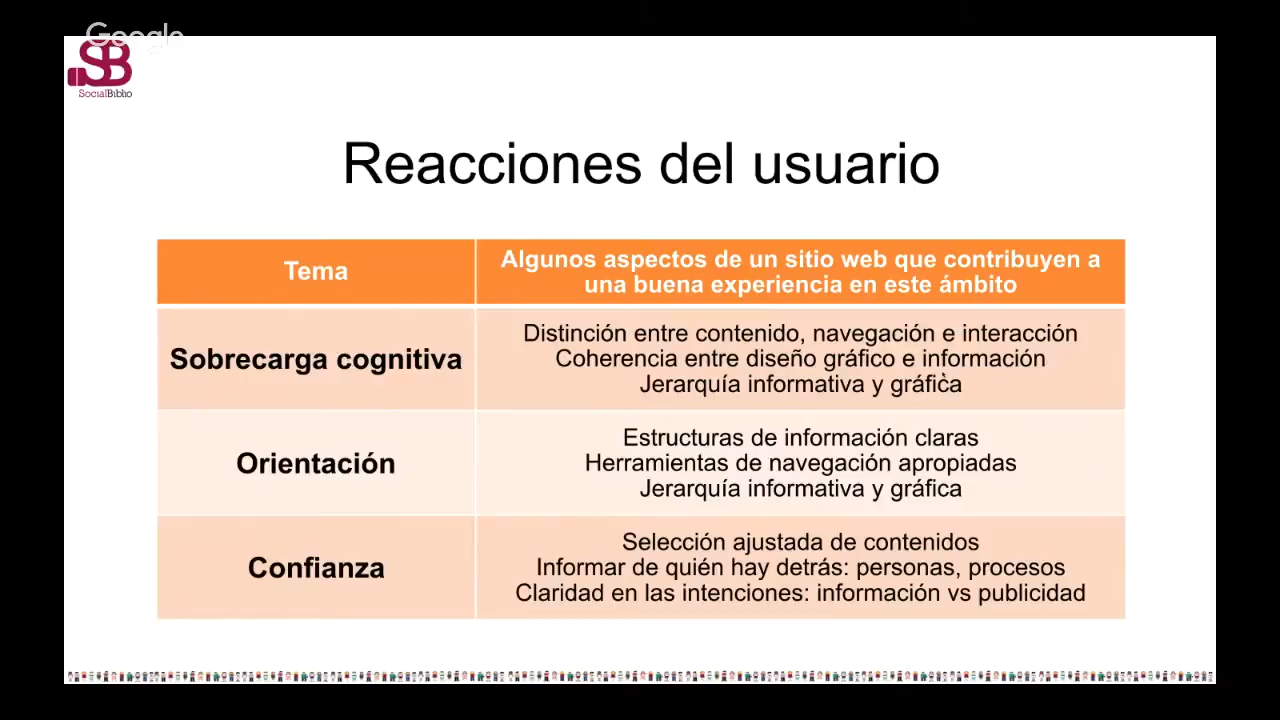 Google
SB
SocialBiblio
Reacciones del usuario
Tema
Algunos aspectos de un sitio web que contribuyen a
una buena experiencia en este ámbito
Sobrecarga cognitiva
Distinción entre contenido, navegación e interacción
Coherencia entre diseño gráfico e información
Jerarquía informativa y gráfica
Orientación
Estructuras de información claras
Herramientas de navegación apropiadas
Jerarquía informativa y gráfica
Confianza
Selección ajustada de contenidos
Informar de quién hay detrás: personas, procesos
Claridad en las intenciones: información vs publicidad